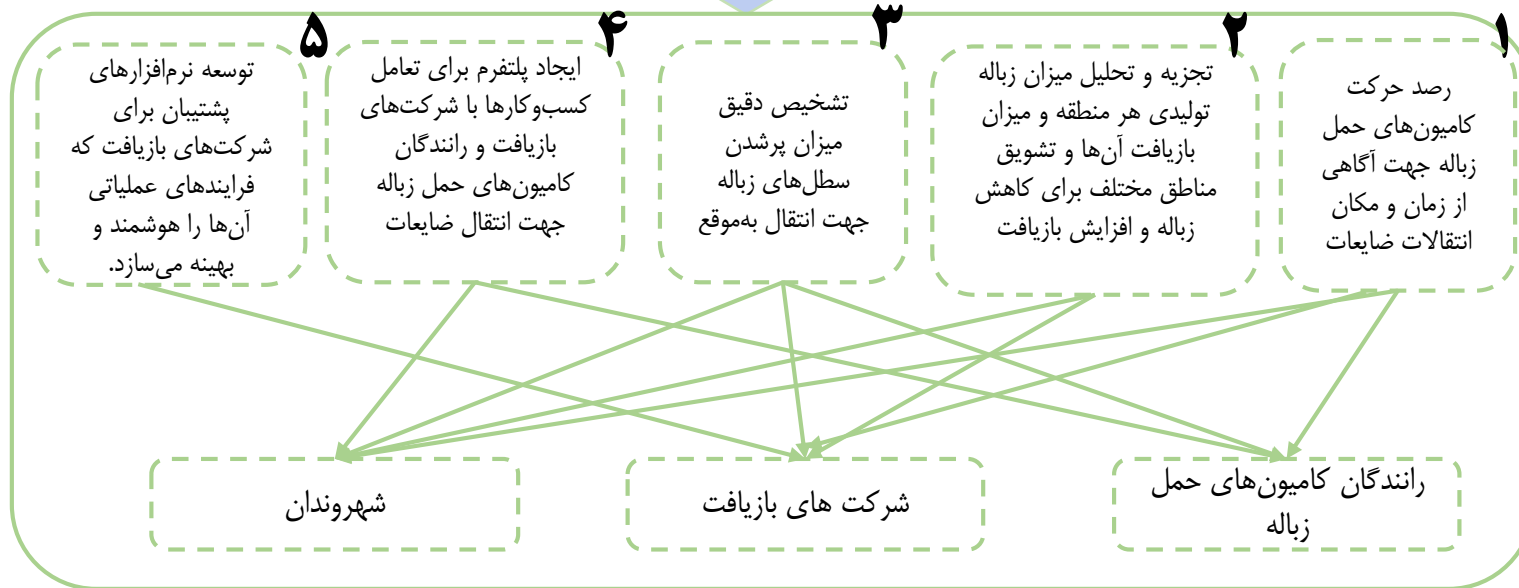 ۱
رصد حرکت
کامیون‌های حمل
زباله جهت آگاهی
از زمان و مکان
انتقالات ضایعات
۲
تجزیه و تحلیل میزان زباله
تولیدی هر منطقه و میزان
بازیافت آن‌ها و تشویق
مناطق مختلف برای کاهش
زباله و افزایش بازیافت
۳
تشخیص دقیق
میزان پرشدن
سطل‌های زباله
جهت انتقال به‌موقع
۴
ایجاد پلتفرم برای تعامل
کسب‌وکارها با شرکت‌های
بازیافت و رانندگان
کامیون‌های حمل زباله
جهت انتقال ضایعات
۵
توسعه نرم‌افزارهای
پشتیبان برای
شرکت‌های بازیافت که
فرایندهای عملیاتی
آن‌ها را هوشمند و
بهینه می‌سازد.
رانندگان کامیون‌های حمل
زباله
شرکت های بازیافت
شهروندان